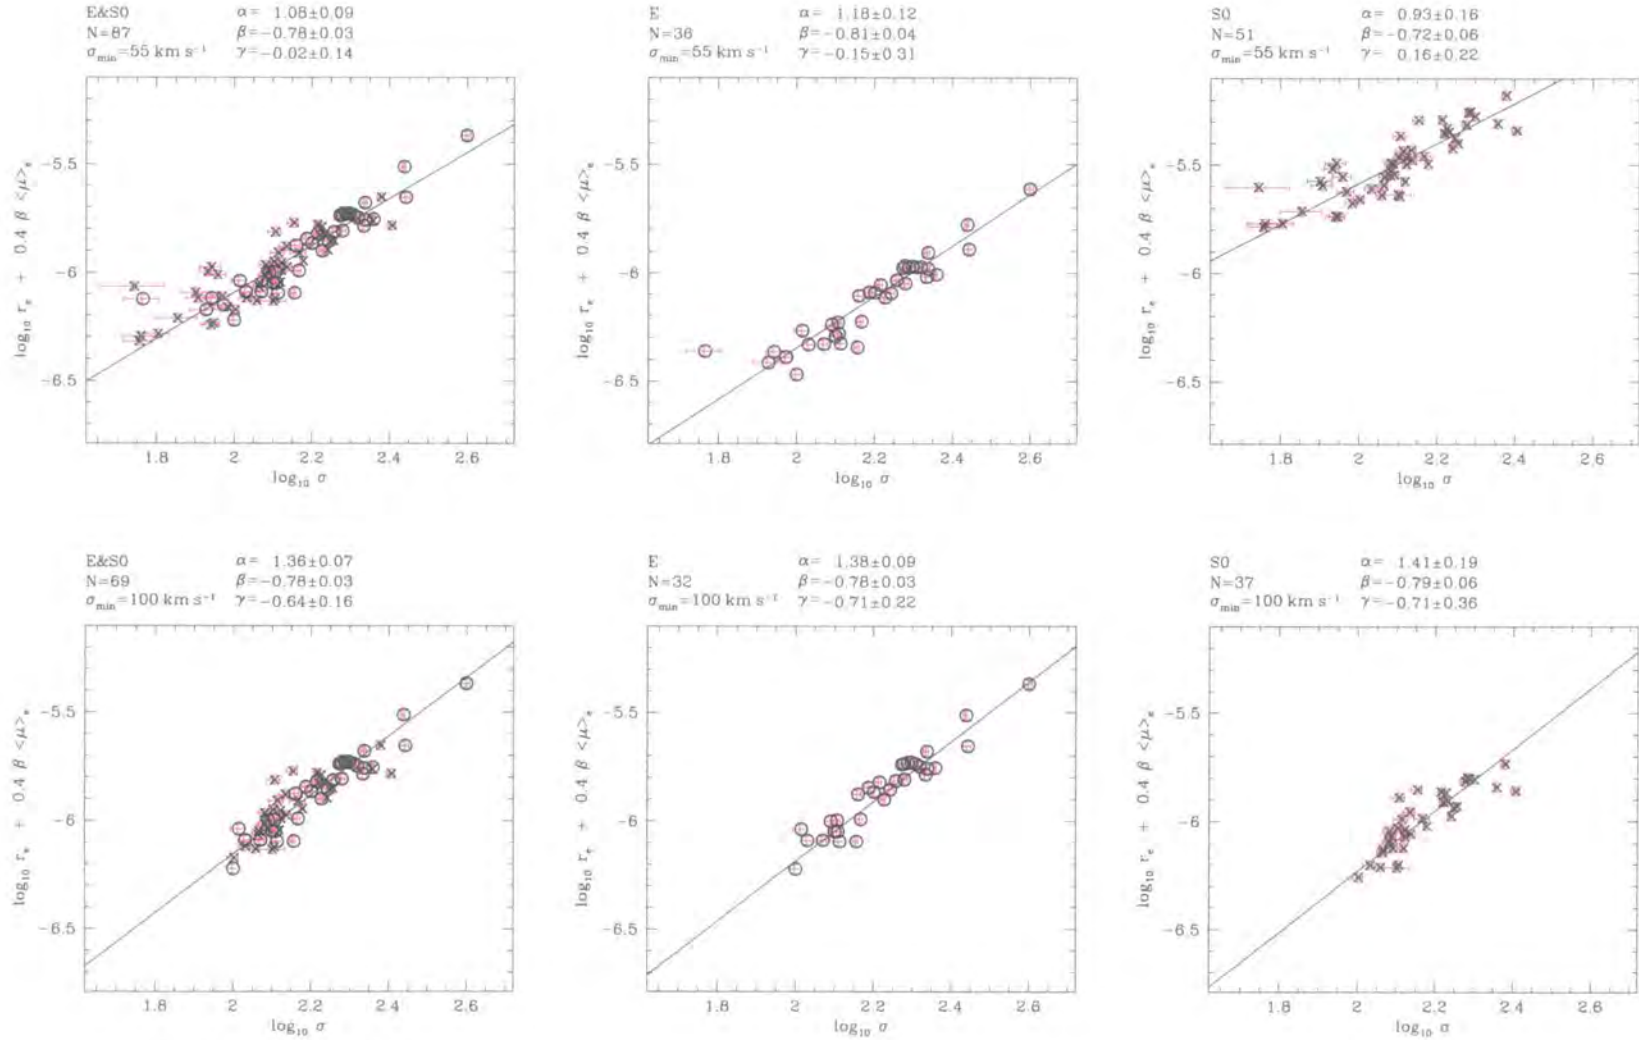 E&S0 α= 1.08±0.09
N=87 β=−0.78±0.03
σmin=55 km s⁻¹ γ=−0.02±0.14
E α= 1.18±0.12
N=36 β=−0.81±0.04
σmin=55 km s⁻¹ γ=−0.15±0.31
S0 α= 0.93±0.16
N=51 β=−0.72±0.06
σmin=55 km s⁻¹ γ= 0.16±0.22
log₁₀ rₑ + 0.4 β <μ>ₑ
−5.5
−6
−6.5
1.8 2 2.2 2.4 2.6
log₁₀ σ
log₁₀ rₑ + 0.4 β <μ>ₑ
−5.5
−6
−6.5
1.8 2 2.2 2.4 2.6
log₁₀ σ
log₁₀ rₑ + 0.4 β <μ>ₑ
−5.5
−6
−6.5
1.8 2 2.2 2.4 2.6
log₁₀ σ
E&S0 α= 1.36±0.07
N=69 β=−0.78±0.03
σmin=100 km s⁻¹ γ=−0.64±0.16
E α= 1.38±0.09
N=32 β=−0.78±0.03
σmin=100 km s⁻¹ γ=−0.71±0.22
S0 α= 1.41±0.19
N=37 β=−0.79±0.06
σmin=100 km s⁻¹ γ=−0.71±0.36
log₁₀ rₑ + 0.4 β <μ>ₑ
−5.5
−6
−6.5
1.8 2 2.2 2.4 2.6
log₁₀ σ
log₁₀ rₑ + 0.4 β <μ>ₑ
−5.5
−6
−6.5
1.8 2 2.2 2.4 2.6
log₁₀ σ
log₁₀ rₑ + 0.4 β <μ>ₑ
−5.5
−6
−6.5
1.8 2 2.2 2.4 2.6
log₁₀ σ